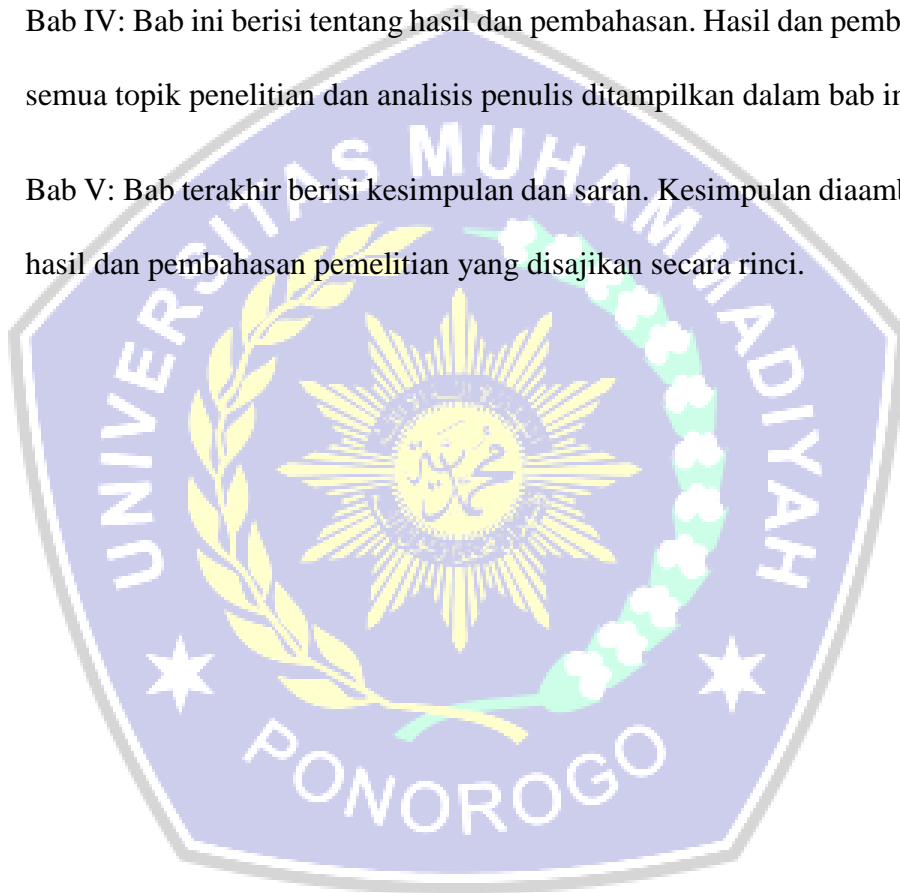 Bab IV: Bab ini berisi tentang hasil dan pembahasan. Hasil dan pemb
semua topik penelitian dan analisis penulis ditampilkan dalam bab in
Bab V: Bab terakhir berisi kesimpulan dan saran. Kesimpulan diaamb
hasil dan pembahasan pemelitian yang disajikan secara rinci.
UNIVERSITAS MUHAMMADIYAH
PONOROGO